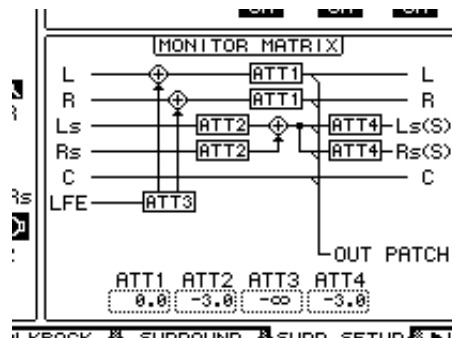 MONITOR MATRIX
L ATT1 L
R ATT1 R
Ls ATT2 ATT4 Ls(S)
Rs ATT2 ATT4 Rs(S)
C C
Rs
LFE ATT3
OUT PATCH
ATT1 ATT2 ATT3 ATT4
0.0 -3.0 -∞ -3.0
SURROUND SURR SETUP